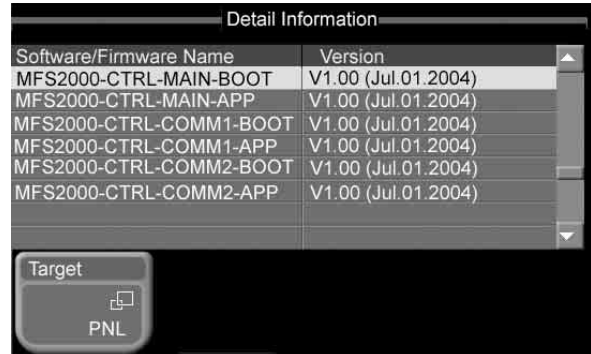 Detail Information
Software/Firmware Name Version
MFS2000-CTRL-MAIN-BOOT V1.00 (Jul.01.2004)
MFS2000-CTRL-MAIN-APP V1.00 (Jul.01.2004)
MFS2000-CTRL-COMM1-BOOT V1.00 (Jul.01.2004)
MFS2000-CTRL-COMM1-APP V1.00 (Jul.01.2004)
MFS2000-CTRL-COMM2-BOOT V1.00 (Jul.01.2004)
MFS2000-CTRL-COMM2-APP V1.00 (Jul.01.2004)
Target
PNL